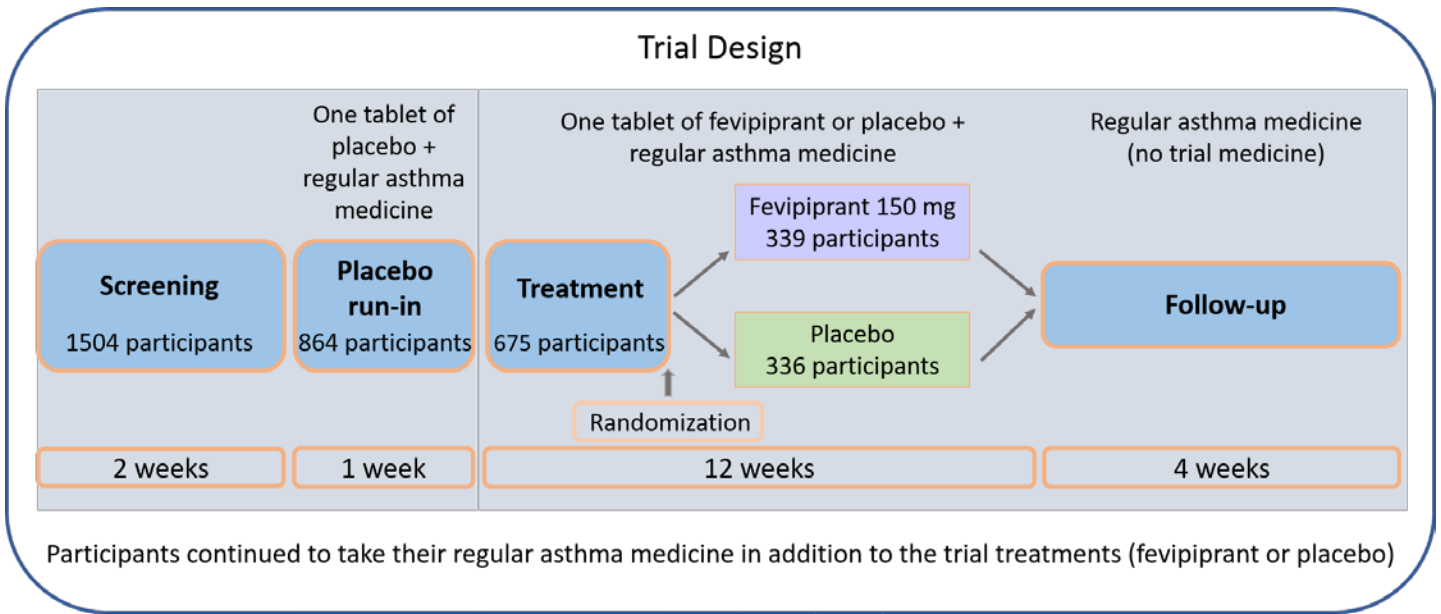 Trial Design
One tablet of
placebo +
regular asthma
medicine
One tablet of fevipiprant or placebo +
regular asthma medicine
Regular asthma medicine
(no trial medicine)
Screening
1504 participants
Placebo
run-in
864 participants
Treatment
675 participants
Fevipiprant 150 mg
339 participants
Placebo
336 participants
Follow-up
Randomization
2 weeks
1 week
12 weeks
4 weeks
Participants continued to take their regular asthma medicine in addition to the trial treatments (fevipiprant or placebo)